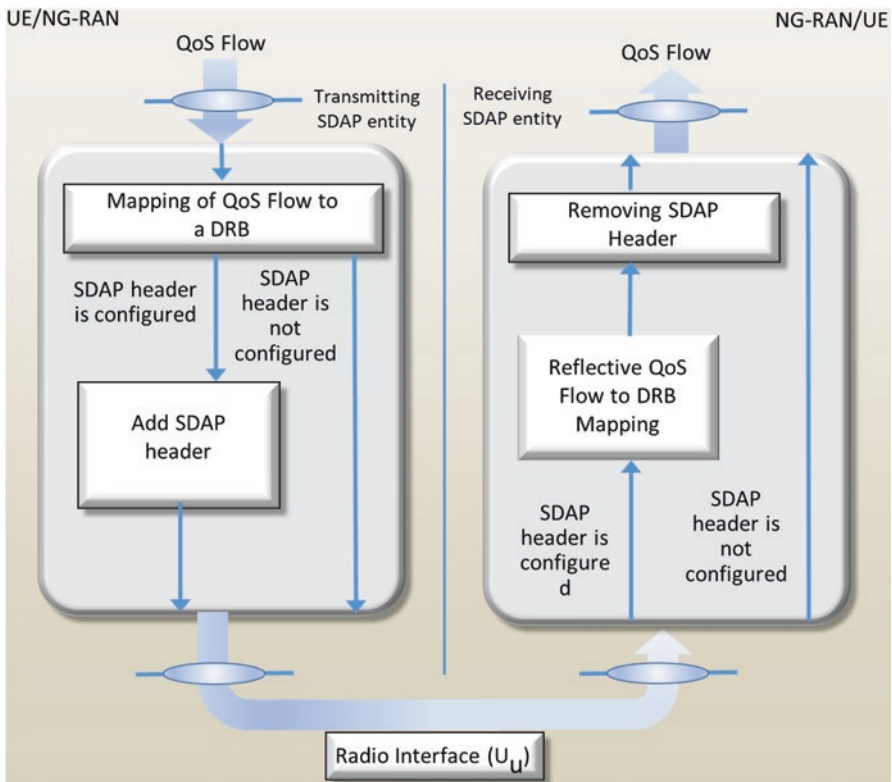 UE/NG-RAN
NG-RAN/UE
QoS Flow
QoS Flow
Transmitting
SDAP entity
Receiving
SDAP entity
Mapping of QoS Flow to
a DRB
SDAP header
is configured
SDAP
header is
not
configured
Add SDAP
header
Removing SDAP
Header
Reflective QoS
Flow to DRB
Mapping
SDAP
header is
configure
d
SDAP
header is
not
configured
Radio Interface (Uu)